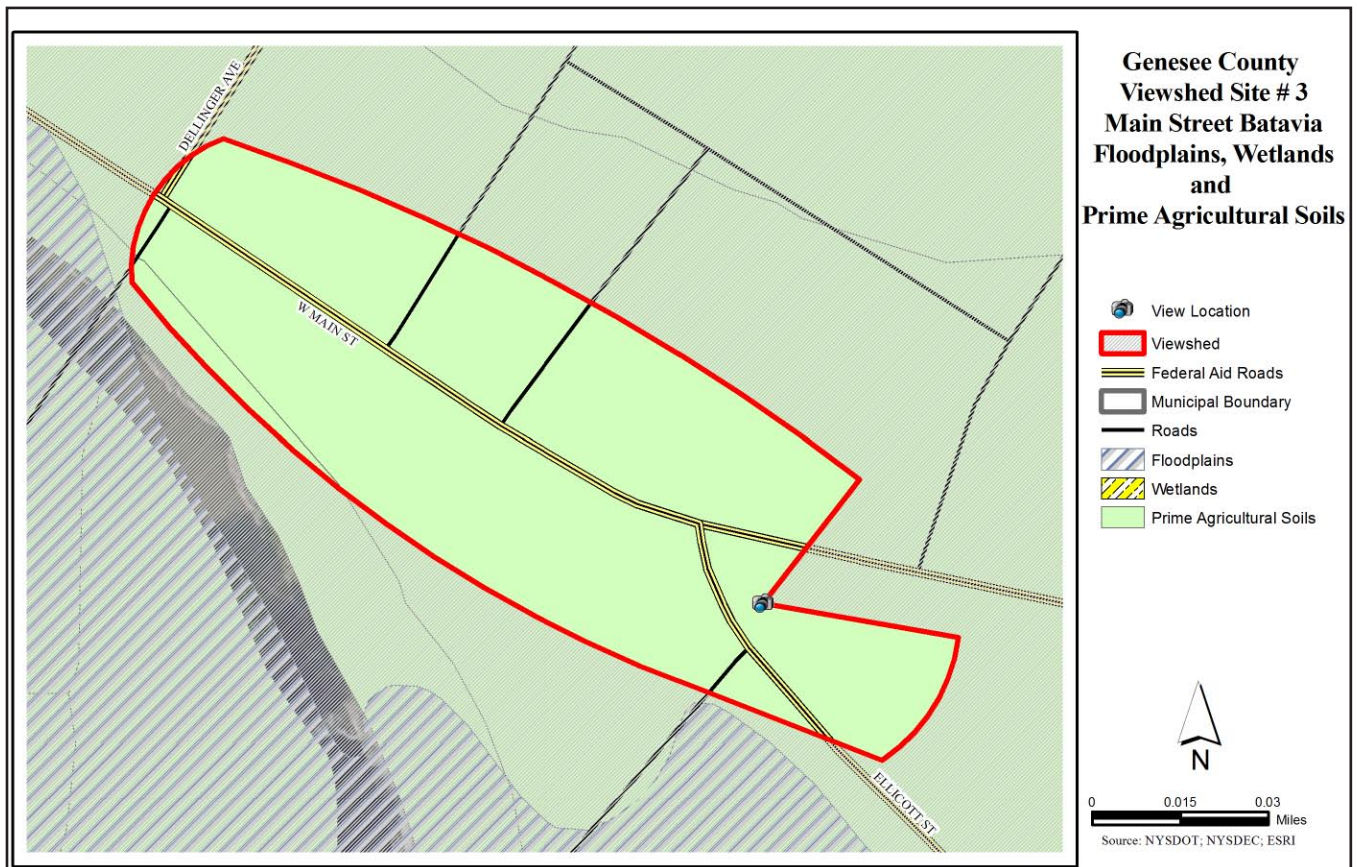 Genesee County
Viewshed Site # 3
Main Street Batavia
Floodplains, Wetlands
and
Prime Agricultural Soils
DELLINGER AVE
W MAIN ST
ELLICOTT ST
View Location
Viewshed
Federal Aid Roads
Municipal Boundary
Roads
Floodplains
Wetlands
Prime Agricultural Soils
N
0 0.015 0.03
Miles
Source: NYSDOT; NYSDEC; ESRI